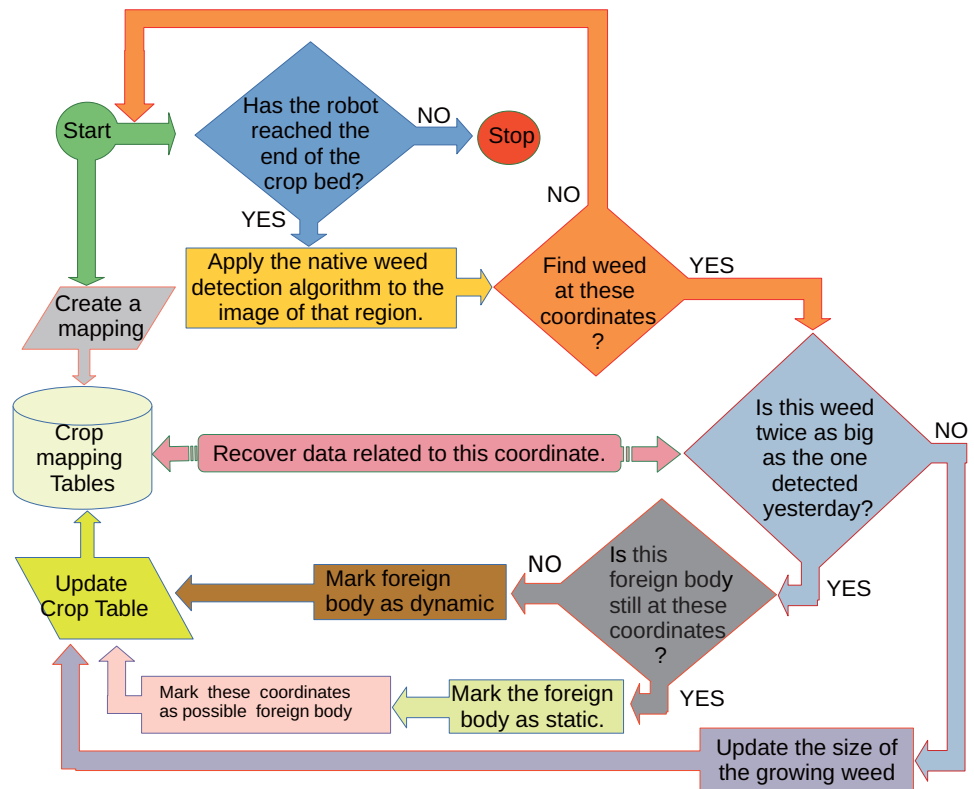 Start
Has the robot
reached the
end of the
crop bed?
NO
Stop
YES
Apply the native weed
detection algorithm to the
image of that region.
NO
Find weed
at these
coordinates
?
YES
Create a
mapping
Crop
mapping
Tables
Recover data related to this coordinate.
Is this weed
twice as big
as the one
detected
yesterday?
NO
YES
Is this
foreign body
still at these
coordinates
?
NO
Mark foreign
body as dynamic
Update
Crop Table
YES
Mark the foreign
body as static.
Mark these coordinates
as possible foreign body
Update the size of
the growing weed